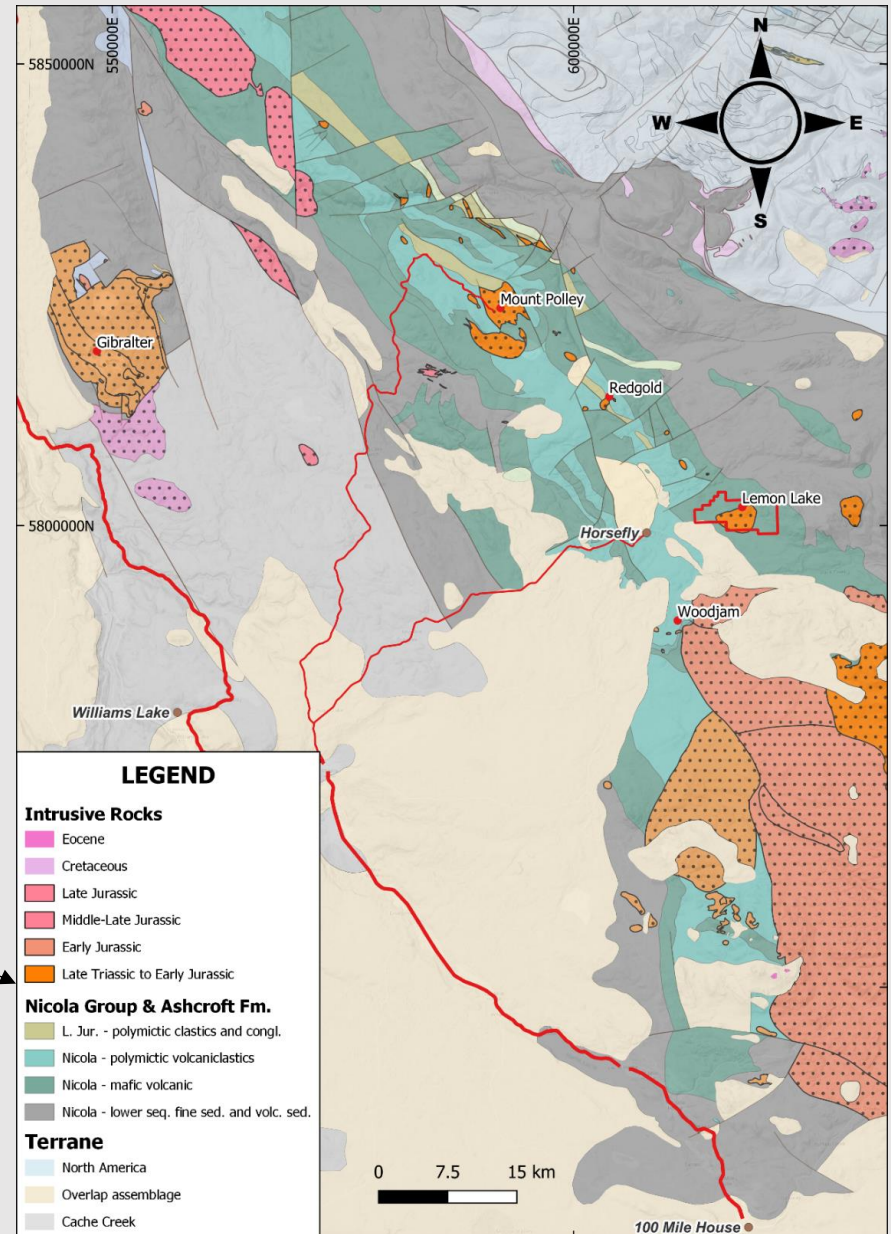 5850000N
550000E
600000E
N
W
E
S
Mount Polley
Gibralter
Redgold
Lemon Lake
5800000N
Horsefly
Woodjam
Williams Lake
LEGEND
Intrusive Rocks
Eocene
Cretaceous
Late Jurassic
Middle-Late Jurassic
Early Jurassic
Late Triassic to Early Jurassic
Nicola Group & Ashcroft Fm.
L. Jur. - polymictic clastics and congl.
Nicola - polymictic volcaniclastics
Nicola - mafic volcanic
Nicola - lower seq. fine sed. and volc. sed.
Terrane
North America
Overlap assemblage
Cache Creek
0 7.5 15 km
100 Mile House